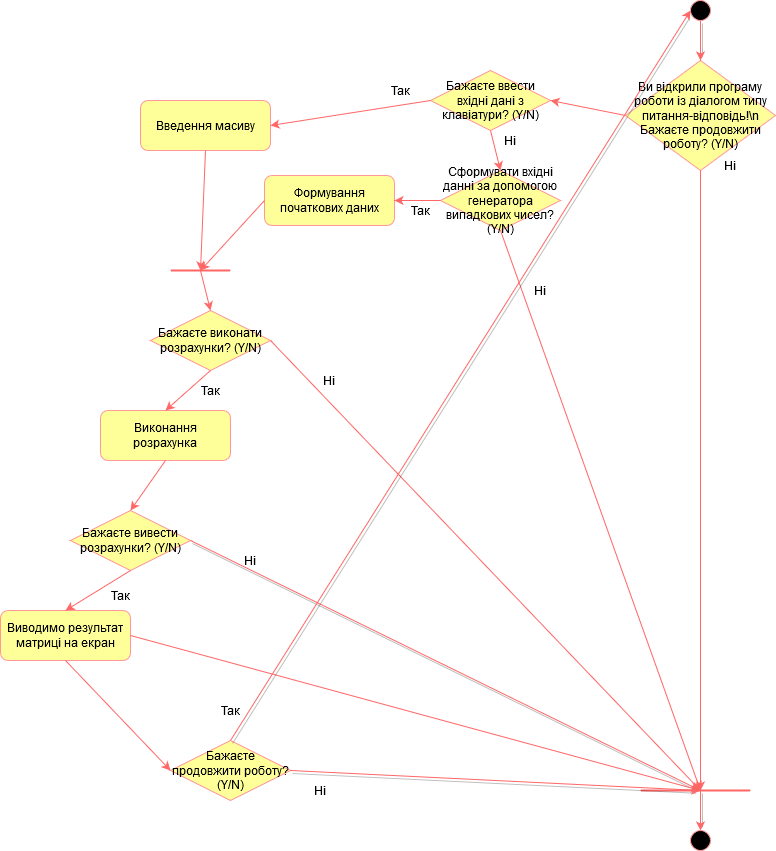 Ви відкрили програму
роботи із діалогом типу
питання-відповідь!\n
Бажаєте продовжити
роботу? (Y/N)
Ні
Бажаєте ввести
вхідні дані з
клавіатури? (Y/N)
Так
Ні
Введення масиву
Сформувати вхідні
данні за допомогою
генератора
випадкових чисел?
(Y/N)
Так
Ні
Формування
початкових даних
Бажаєте виконати
розрахунки? (Y/N)
Ні
Так
Виконання
розрахунка
Бажаєте вивести
розрахунки? (Y/N)
Ні
Так
Виводимо результат
матриці на екран
Так
Бажаєте
продовжити роботу?
(Y/N)
Ні